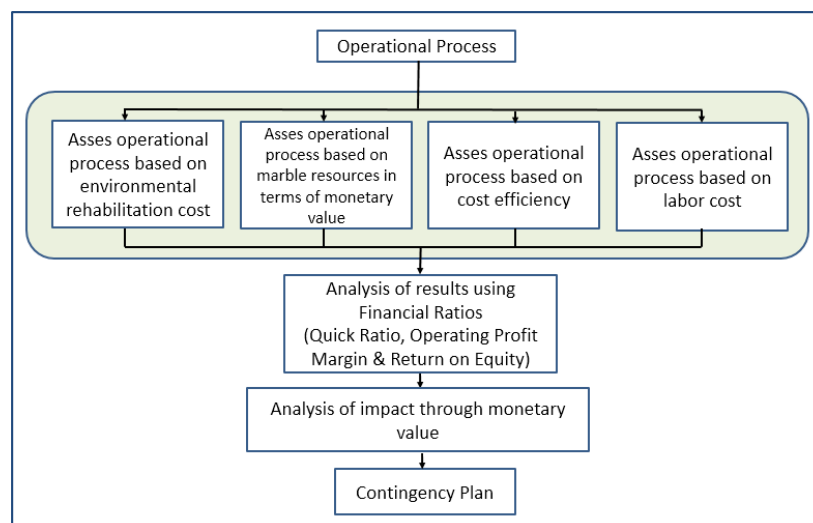 Operational Process
Asses operational
process based on
environmental
rehabilitation cost
Asses operational
process based on
marble resources in
terms of monetary
value
Asses operational
process based on
cost efficiency
Asses operational
process based on
labor cost
Analysis of results using
Financial Ratios
(Quick Ratio, Operating Profit
Margin & Return on Equity)
Analysis of impact through monetary
value
Contingency Plan